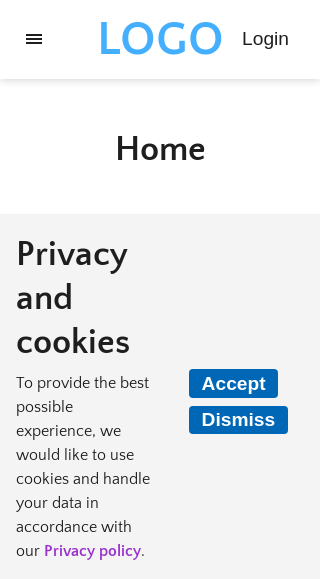 LOGO Login
Home
Privacy
and
cookies
To provide the best
possible
experience, we
would like to use
cookies and handle
your data in
accordance with
our Privacy policy.
Accept
Dismiss